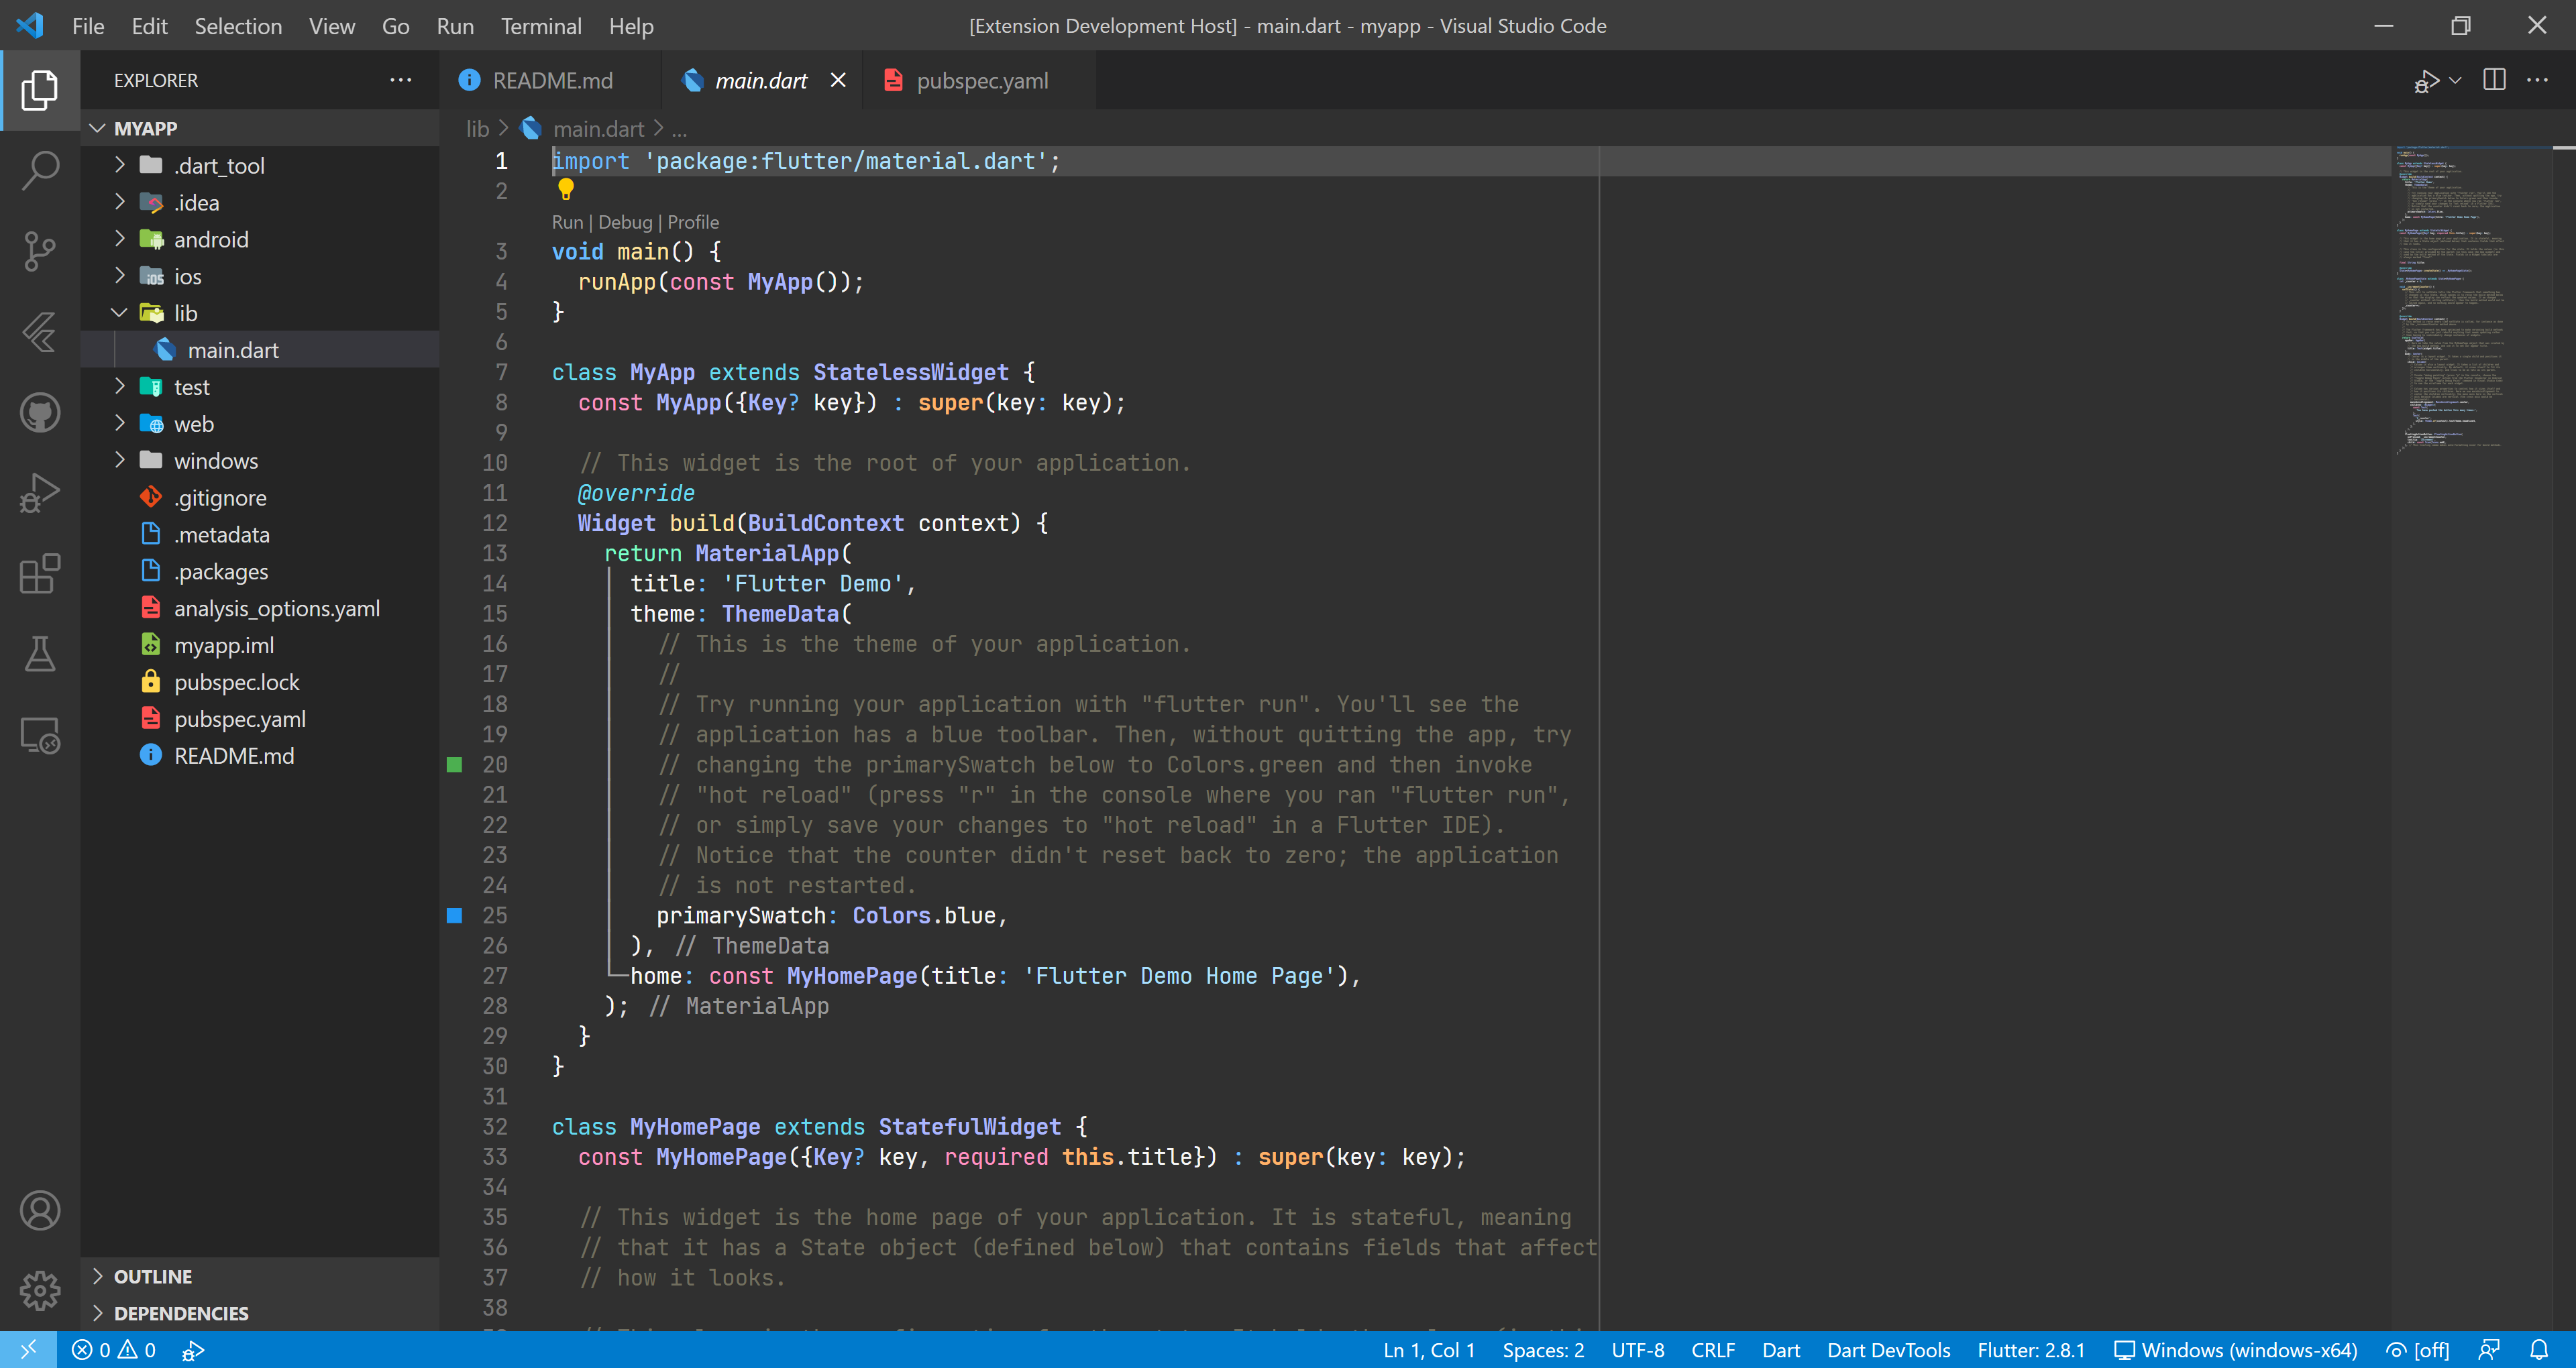 File Edit Selection View Go Run Terminal Help
[Extension Development Host] - main.dart - myapp - Visual Studio Code
EXPLORER
README.md
main.dart
pubspec.yaml
MYAPP
.dart_tool
.idea
android
ios
lib
main.dart
test
web
windows
.gitignore
.metadata
.packages
analysis_options.yaml
myapp.iml
pubspec.lock
pubspec.yaml
README.md
OUTLINE
DEPENDENCIES
lib > main.dart > ...
1 import 'package:flutter/material.dart';
2
Run | Debug | Profile
3 void main() {
4 runApp(const MyApp());
5 }
6
7 class MyApp extends StatelessWidget {
8 const MyApp({Key? key}) : super(key: key);
9
10 // This widget is the root of your application.
11 @override
12 Widget build(BuildContext context) {
13 return MaterialApp(
14 title: 'Flutter Demo',
15 theme: ThemeData(
16 // This is the theme of your application.
17 //
18 // Try running your application with "flutter run". You'll see the
19 // application has a blue toolbar. Then, without quitting the app, try
20 // changing the primarySwatch below to Colors.green and then invoke
21 // "hot reload" (press "r" in the console where you ran "flutter run",
22 // or simply save your changes to "hot reload" in a Flutter IDE).
23 // Notice that the counter didn't reset back to zero; the application
24 // is not restarted.
25 primarySwatch: Colors.blue,
26 ), // ThemeData
27 home: const MyHomePage(title: 'Flutter Demo Home Page'),
28 ); // MaterialApp
29 }
30 }
31
32 class MyHomePage extends StatefulWidget {
33 const MyHomePage({Key? key, required this.title}) : super(key: key);
34
35 // This widget is the home page of your application. It is stateful, meaning
36 // that it has a State object (defined below) that contains fields that affect
37 // how it looks.
38
0 0
Ln 1, Col 1 Spaces: 2 UTF-8 CRLF Dart Dart DevTools Flutter: 2.8.1 Windows (windows-x64) [off]